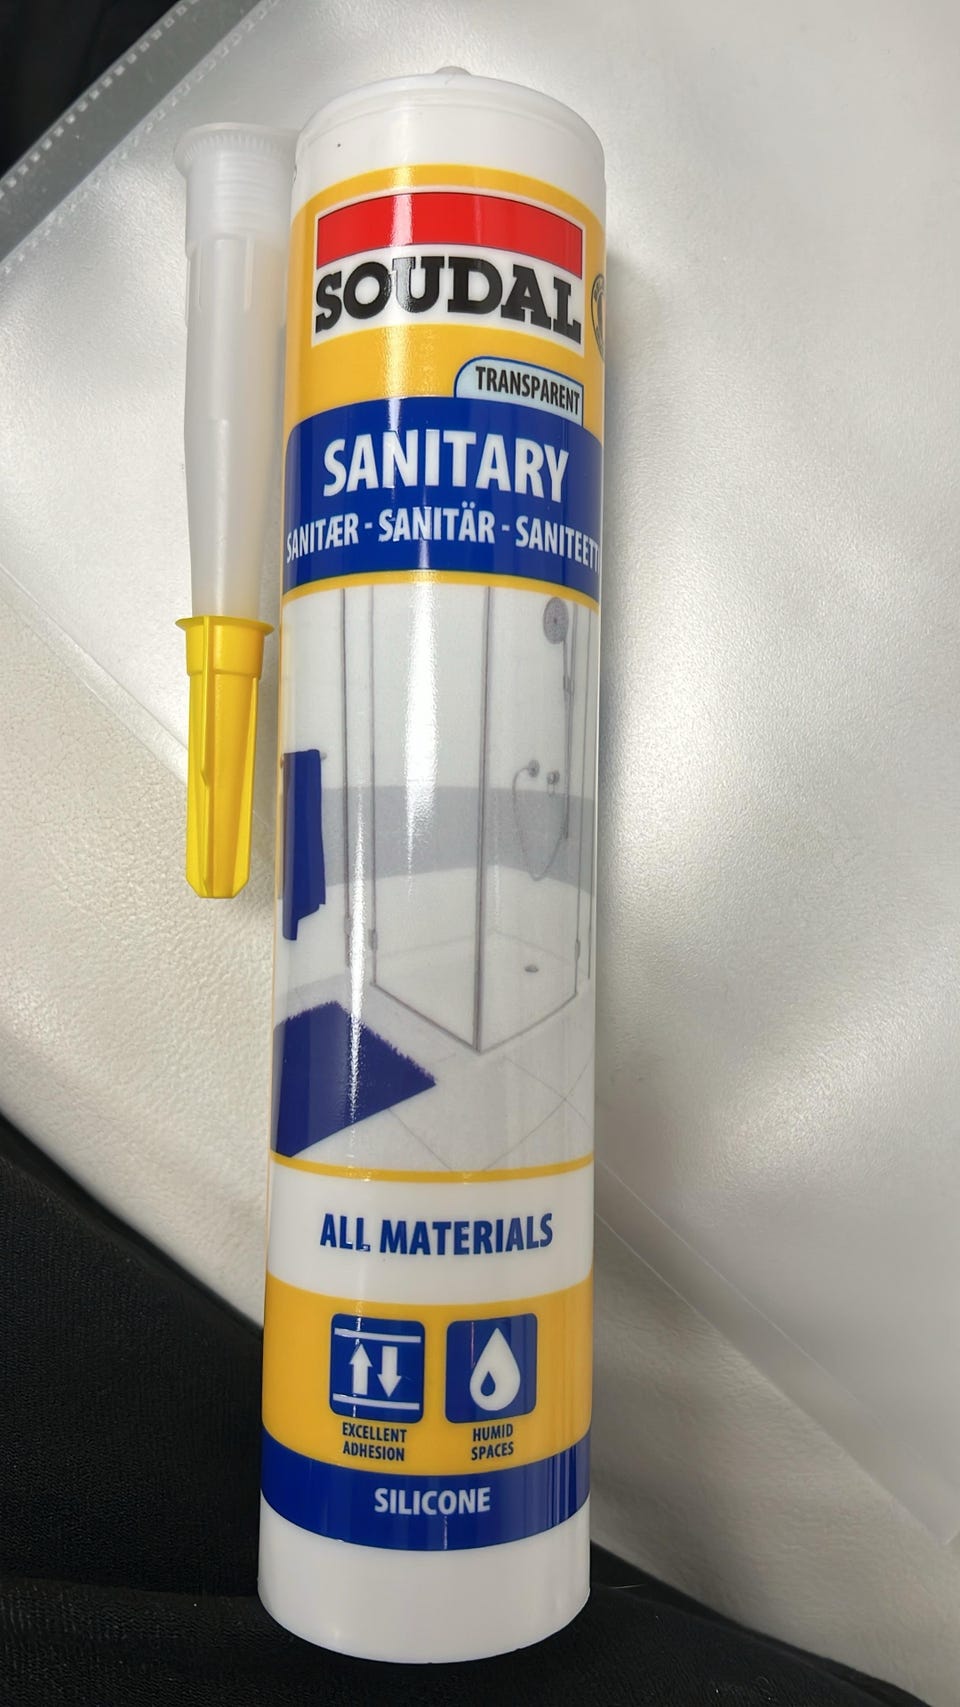 SOUDAL
TRANSPARENT
SANITARY
SANITÆR - SANITÄR - SANITEETTI
ALL MATERIALS
EXCELLENT
ADHESION
HUMID
SPACES
SILICONE